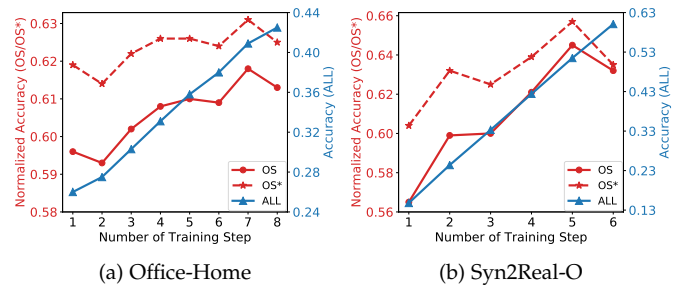 Normalized Accuracy (OS/OS*)
0.63
0.62
0.61
0.60
0.59
0.58
0.44
0.40
0.36
0.32
0.28
0.24
Accuracy (ALL)
OS
OS*
ALL
1 2 3 4 5 6 7 8
Number of Training Step
(a) Office-Home
Normalized Accuracy (OS/OS*)
0.66
0.64
0.62
0.60
0.58
0.56
0.63
0.53
0.43
0.33
0.23
0.13
Accuracy (ALL)
OS
OS*
ALL
1 2 3 4 5 6
Number of Training Step
(b) Syn2Real-O